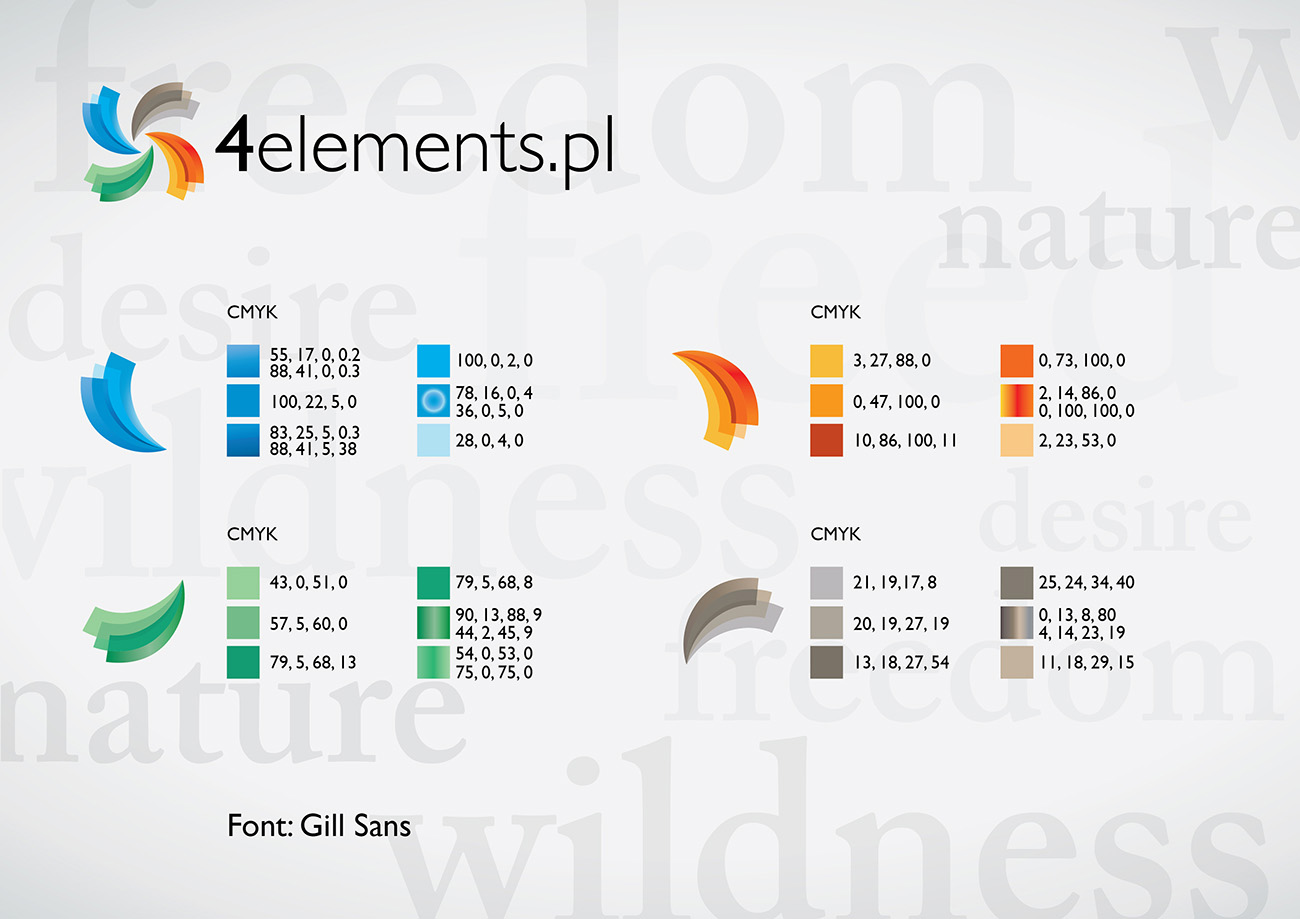 freedom
w
4elements.pl
nature
freed
desire
CMYK
55, 17, 0, 0.2
88, 41, 0, 0.3
100, 22, 5, 0
83, 25, 5, 0.3
88, 41, 5, 38
100, 0, 2, 0
78, 16, 0, 4
36, 0, 5, 0
28, 0, 4, 0
CMYK
3, 27, 88, 0
0, 47, 100, 0
10, 86, 100, 11
0, 73, 100, 0
2, 14, 86, 0
0, 100, 100, 0
2, 23, 53, 0
wildness
desire
CMYK
43, 0, 51, 0
57, 5, 60, 0
79, 5, 68, 13
79, 5, 68, 8
90, 13, 88, 9
44, 2, 45, 9
54, 0, 53, 0
75, 0, 75, 0
CMYK
21, 19,17, 8
20, 19, 27, 19
13, 18, 27, 54
25, 24, 34, 40
0, 13, 8, 80
4, 14, 23, 19
11, 18, 29, 15
freedom
nature
wildness
Font: Gill Sans